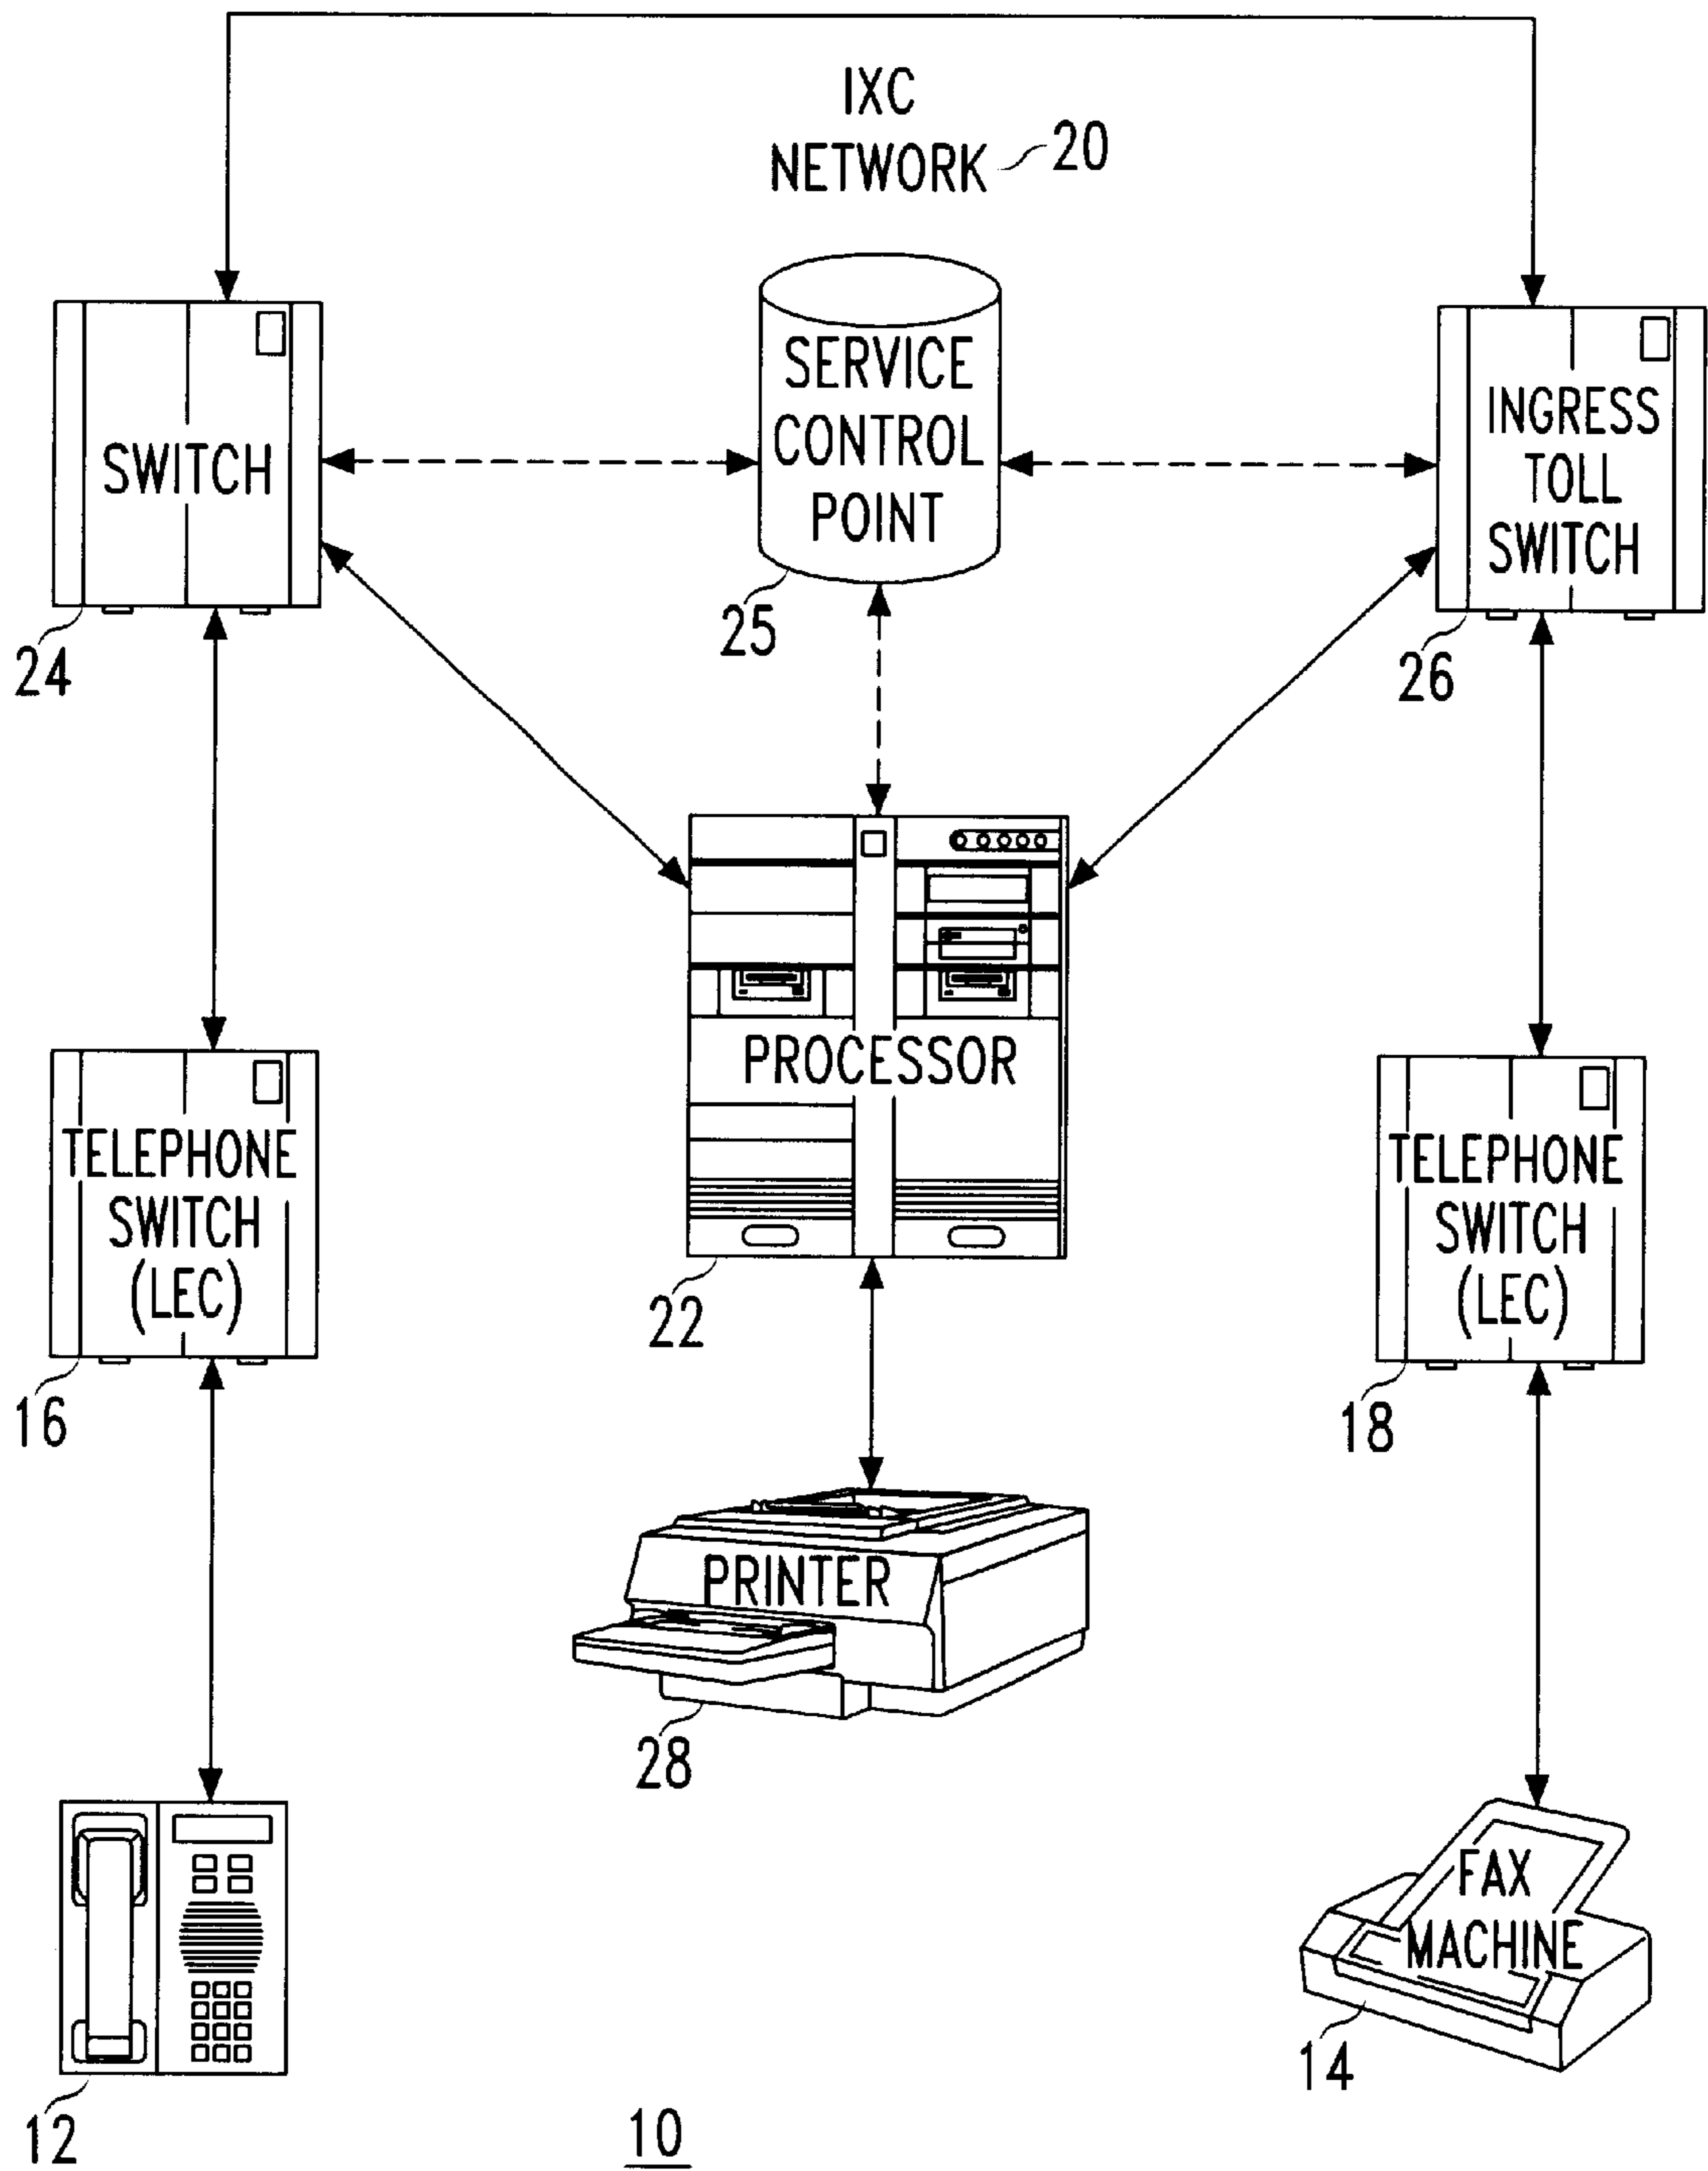 IXC
NETWORK 20
SERVICE
CONTROL
POINT
25
SWITCH
24
INGRESS
TOLL
SWITCH
26
PROCESSOR
22
TELEPHONE
SWITCH
(LEC)
16
TELEPHONE
SWITCH
(LEC)
18
PRINTER
28
12
FAX
MACHINE
14
10